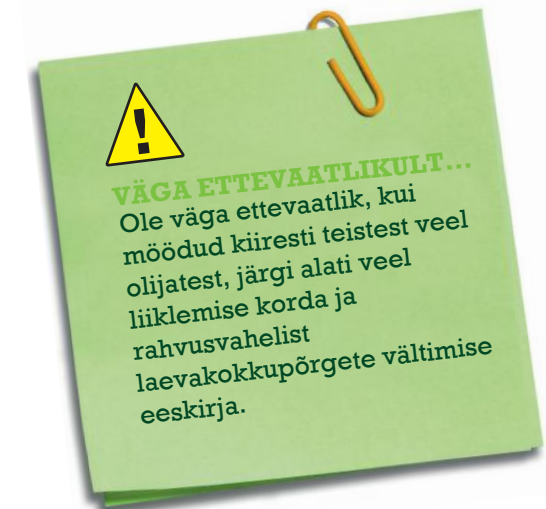 VÄGA ETTEVAATLIKULT...
Ole väga ettevaatlik, kui
möödud kiiresti teistest veel
olijatest, järgi alati veel
liiklemise korda ja
rahvusvahelist
laevakokkupõrgete vältimise
eeskirja.